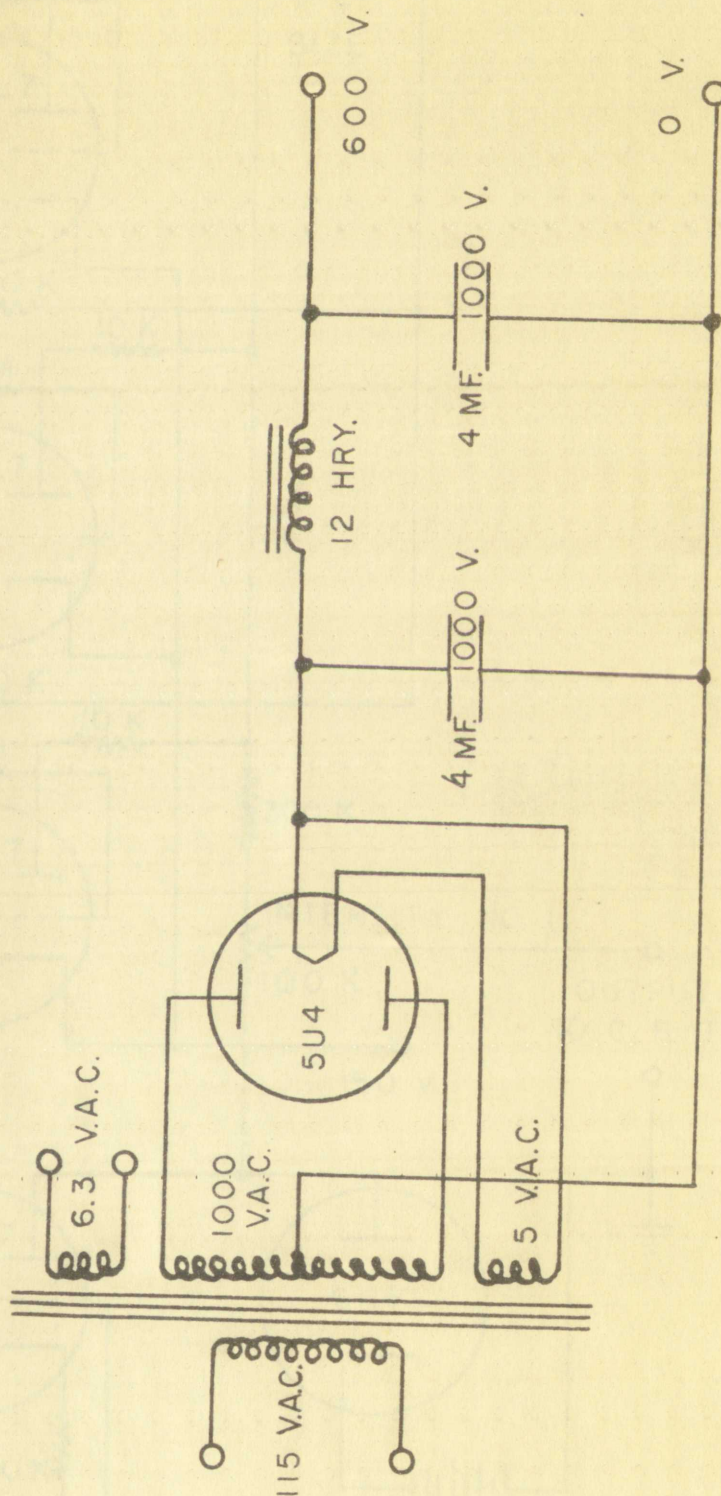 115 V.A.C.
6.3 V.A.C.
1000
V.A.C.
5 V.A.C.
5U4
4 MF. 1000 V.
12 HRY.
4 MF. 1000 V.
600 V.
0 V.